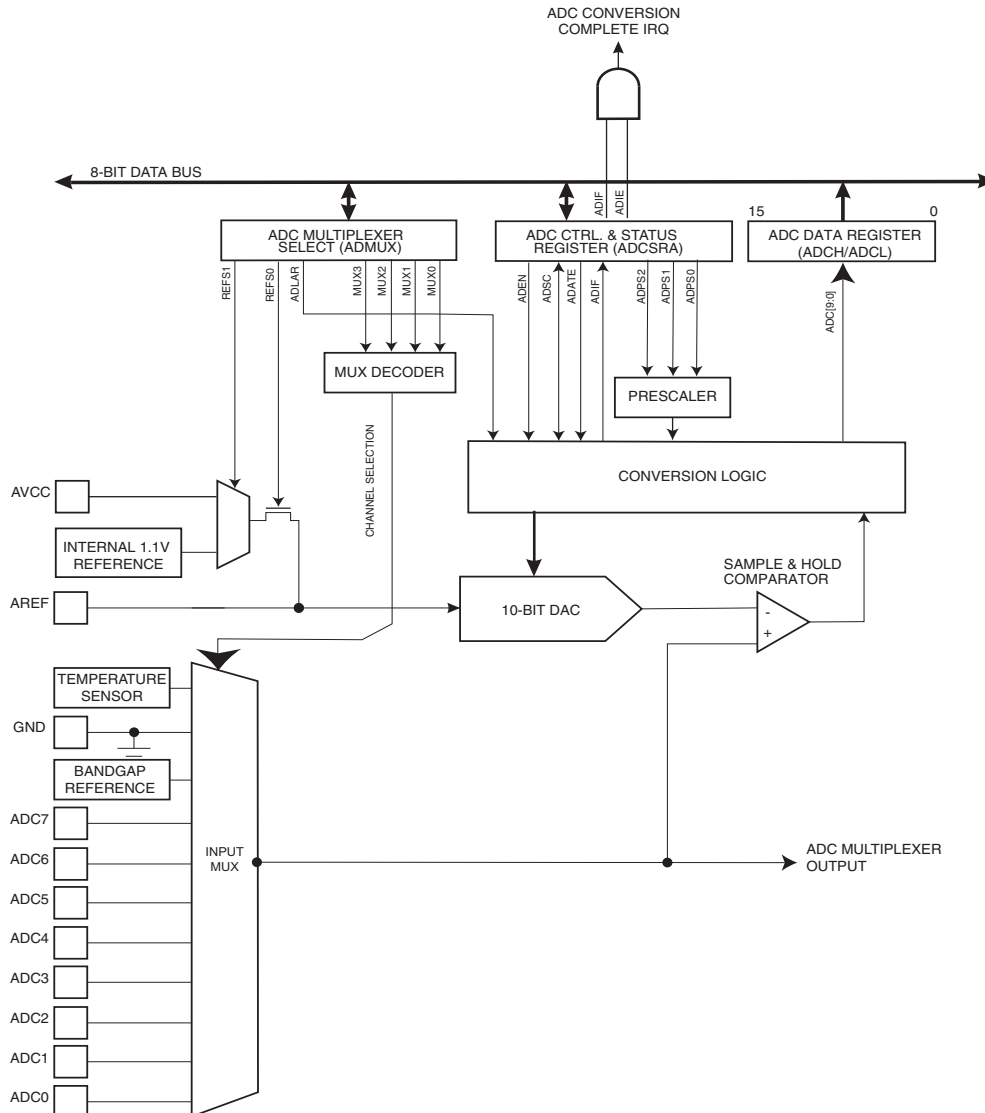 ADC CONVERSION
COMPLETE IRQ
8-BIT DATA BUS
ADIF
ADIE
15
0
ADC MULTIPLEXER
SELECT (ADMUX)
ADC CTRL. & STATUS
REGISTER (ADCSRA)
ADC DATA REGISTER
(ADCH/ADCL)
REFS1
REFS0
ADLAR
MUX3
MUX2
MUX1
MUX0
ADEN
ADSC
ADATE
ADIF
ADPS2
ADPS1
ADPS0
ADC[9:0]
MUX DECODER
PRESCALER
CHANNEL SELECTION
CONVERSION LOGIC
AVCC
INTERNAL 1.1V
REFERENCE
SAMPLE & HOLD
COMPARATOR
AREF
10-BIT DAC
-
+
TEMPERATURE
SENSOR
GND
BANDGAP
REFERENCE
ADC7
ADC6
ADC5
ADC4
ADC3
ADC2
ADC1
ADC0
INPUT
MUX
ADC MULTIPLEXER
OUTPUT